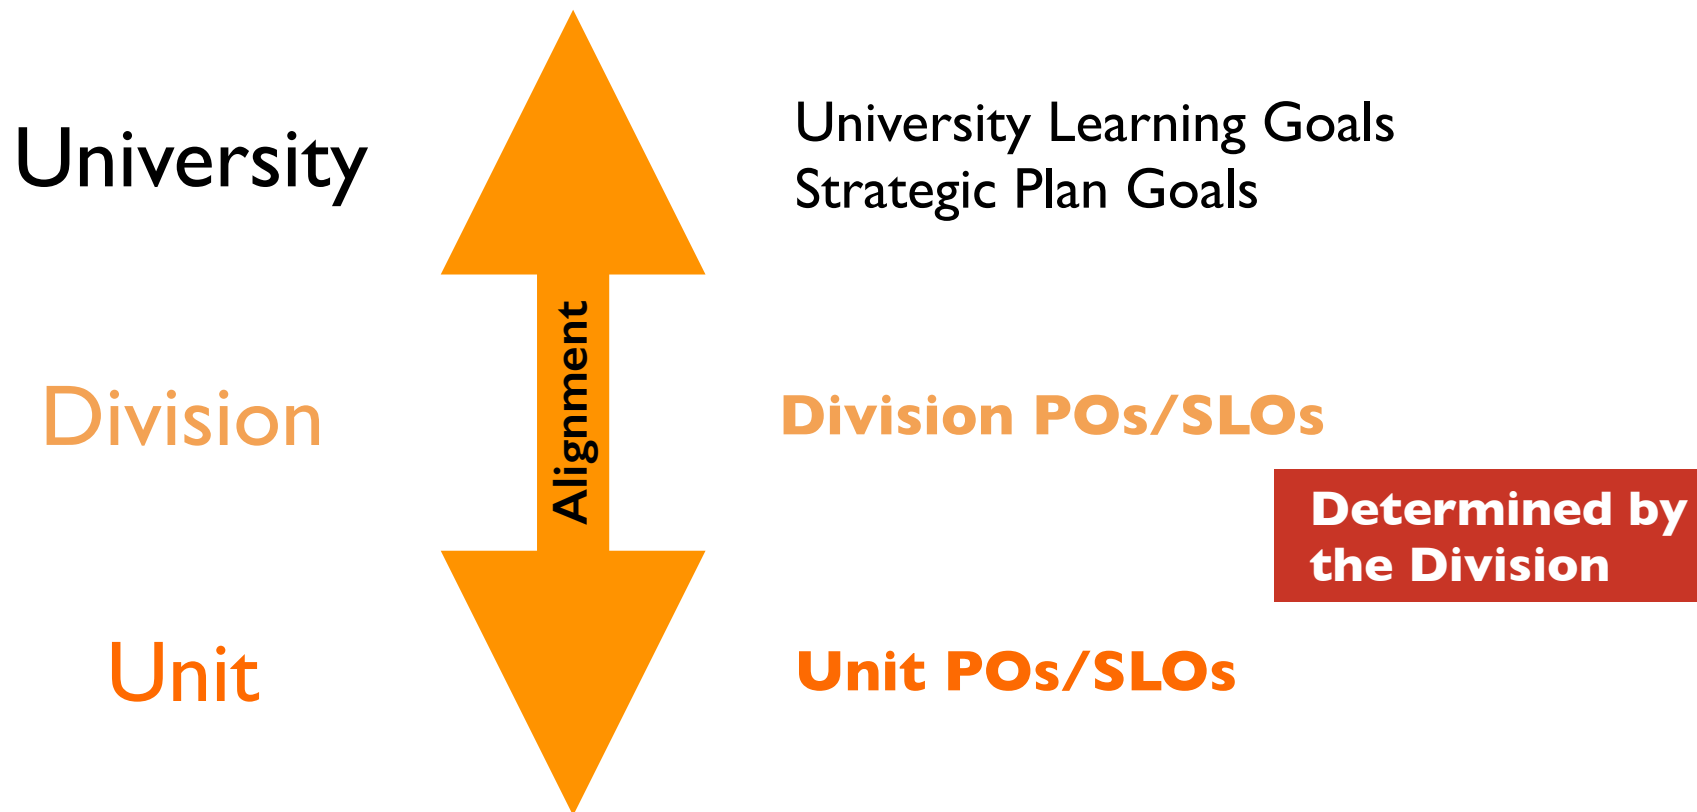 University
University Learning Goals
Strategic Plan Goals
Alignment
Division
Division POs/SLOs
Determined by
the Division
Unit
Unit POs/SLOs